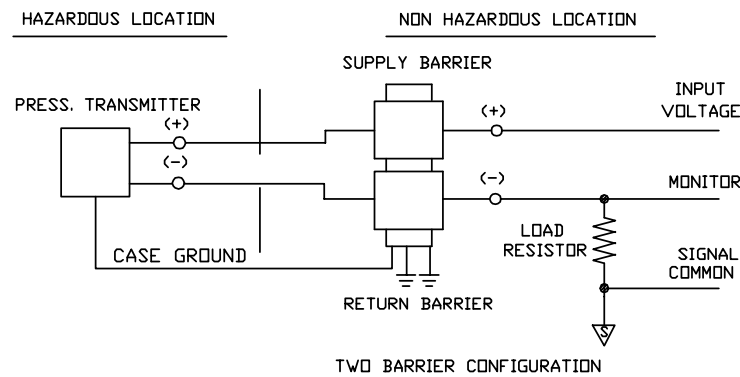 HAZARDOUS LOCATION
NON HAZARDOUS LOCATION
SUPPLY BARRIER
PRESS. TRANSMITTER
(+)
(+)
INPUT
VOLTAGE
(-)
(-)
MONITOR
LOAD
RESISTOR
CASE GROUND
SIGNAL
COMMON
RETURN BARRIER
S
TWO BARRIER CONFIGURATION